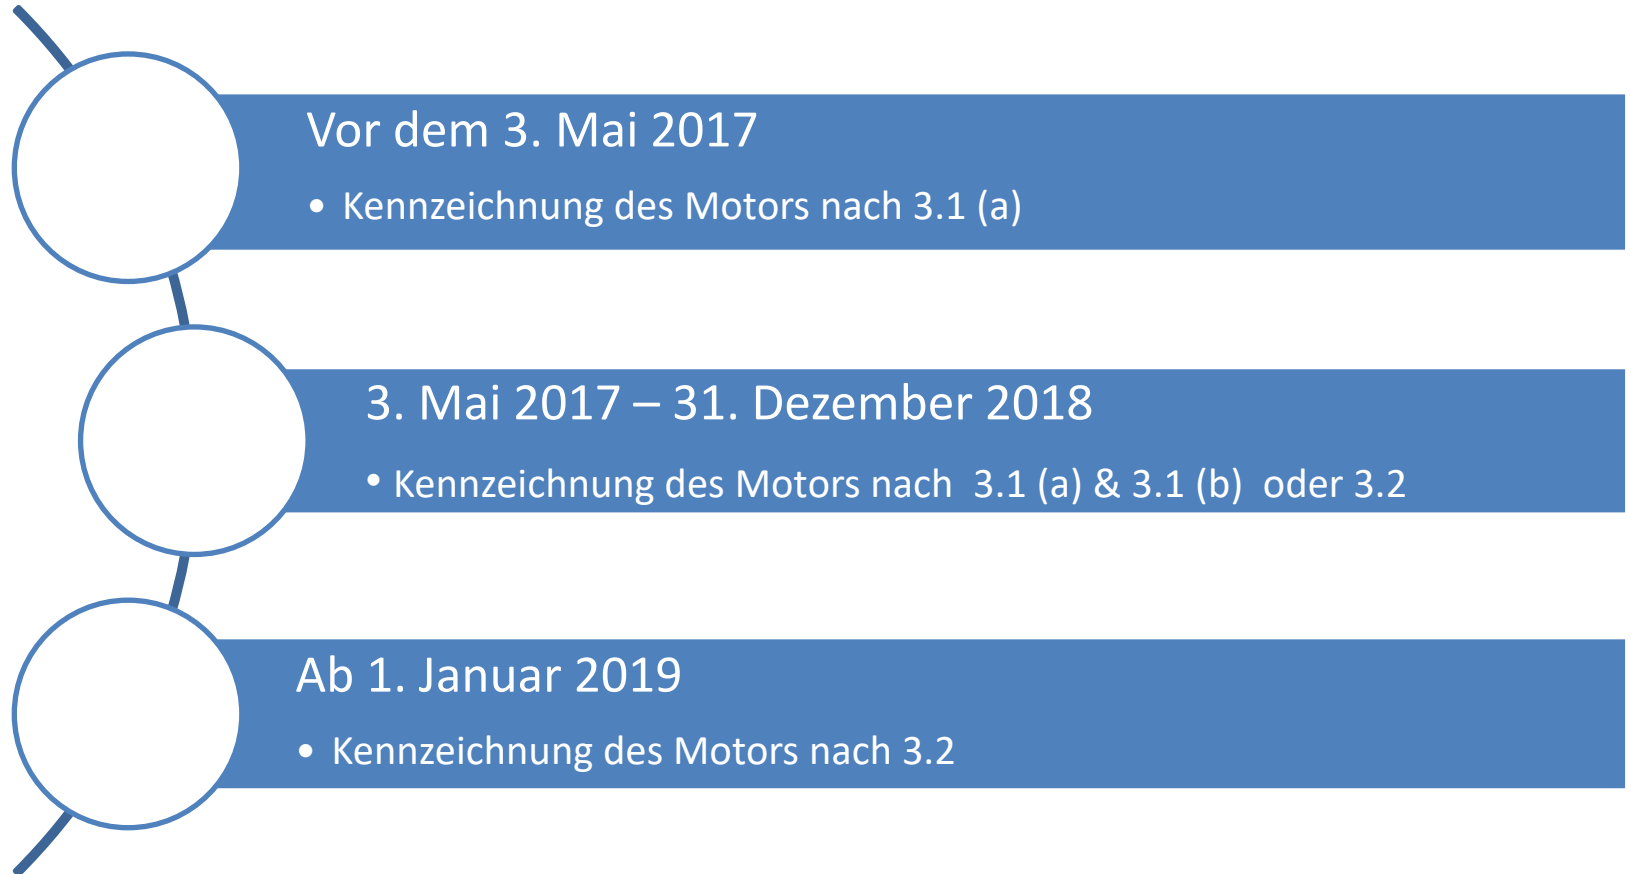 Vor dem 3. Mai 2017
• Kennzeichnung des Motors nach 3.1 (a)
3. Mai 2017 – 31. Dezember 2018
• Kennzeichnung des Motors nach 3.1 (a) & 3.1 (b) oder 3.2
Ab 1. Januar 2019
• Kennzeichnung des Motors nach 3.2